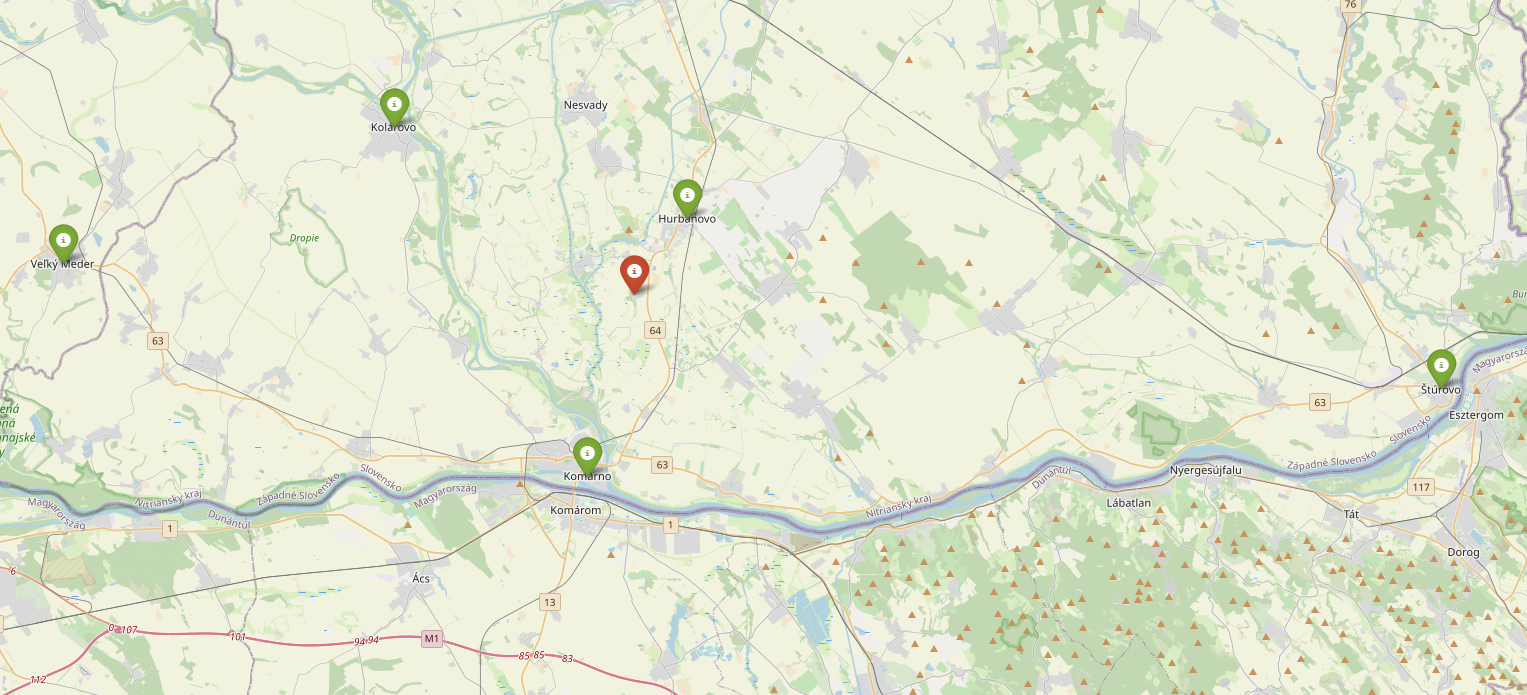 76
Nesvady
Kolárovo
Hurbanovo
Dropie
Veľký Meder
64
63
Štúrovo
63
Esztergom
Magyarország
Slovensko
Západné Slovensko
Nyergesújfalu
Dunántúl
Lábatlan
117
Tát
Dorog
Nitriansky kraj
63
Komárno
Komárom
Slovensko
Magyarország
Západné Slovensko
Nitriansky kraj
Magyarország
Dunántúl
1
1
Ács
13
6
0
107
101
94
94
M1
85
85
83
112